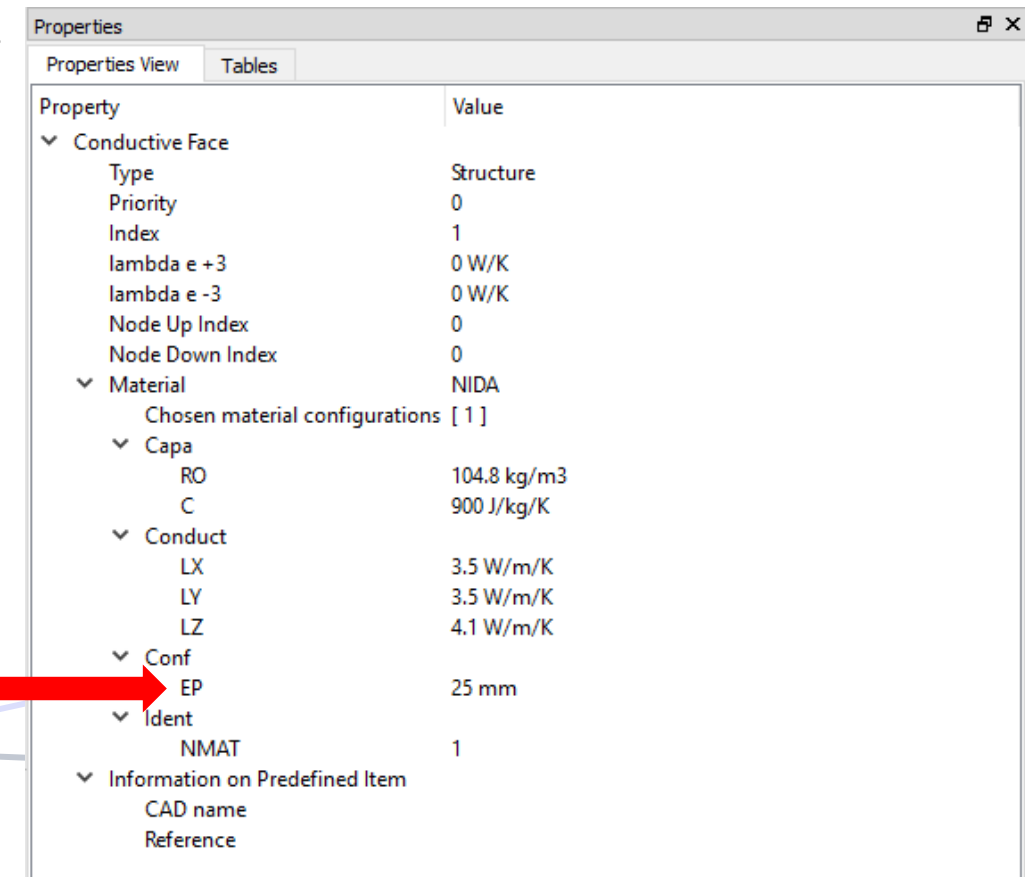 Properties
Properties View Tables
Property Value
Conductive Face
Type Structure
Priority 0
Index 1
lambda e +3 0 W/K
lambda e -3 0 W/K
Node Up Index 0
Node Down Index 0
Material NIDA
Chosen material configurations [ 1 ]
Capa
RO 104.8 kg/m3
C 900 J/kg/K
Conduct
LX 3.5 W/m/K
LY 3.5 W/m/K
LZ 4.1 W/m/K
Conf
EP 25 mm
Ident
NMAT 1
Information on Predefined Item
CAD name
Reference